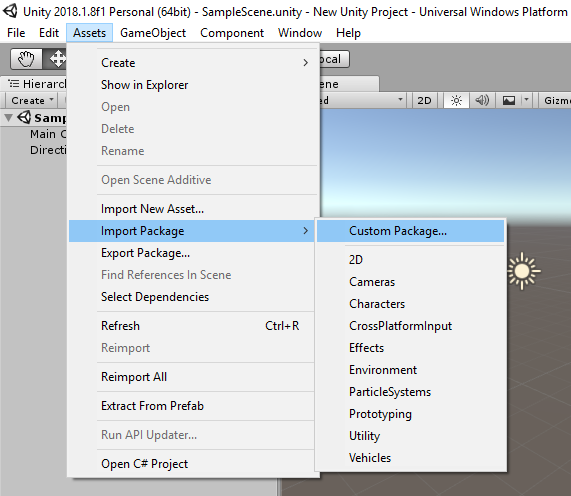 Unity 2018.1.8f1 Personal (64bit) - SampleScene.unity - New Unity Project - Universal Windows Platform
File Edit Assets GameObject Component Window Help
Create
Show in Explorer
Open
Delete
Rename
Open Scene Additive
Import New Asset...
Import Package
Export Package...
Find References In Scene
Select Dependencies
Refresh Ctrl+R
Reimport
Reimport All
Extract From Prefab
Run API Updater...
Open C# Project
Custom Package...
2D
Cameras
Characters
CrossPlatformInput
Effects
Environment
ParticleSystems
Prototyping
Utility
Vehicles
Hierarc
Create
Sam
Main C
Directi
ocal
ene
ed 2D Gizm